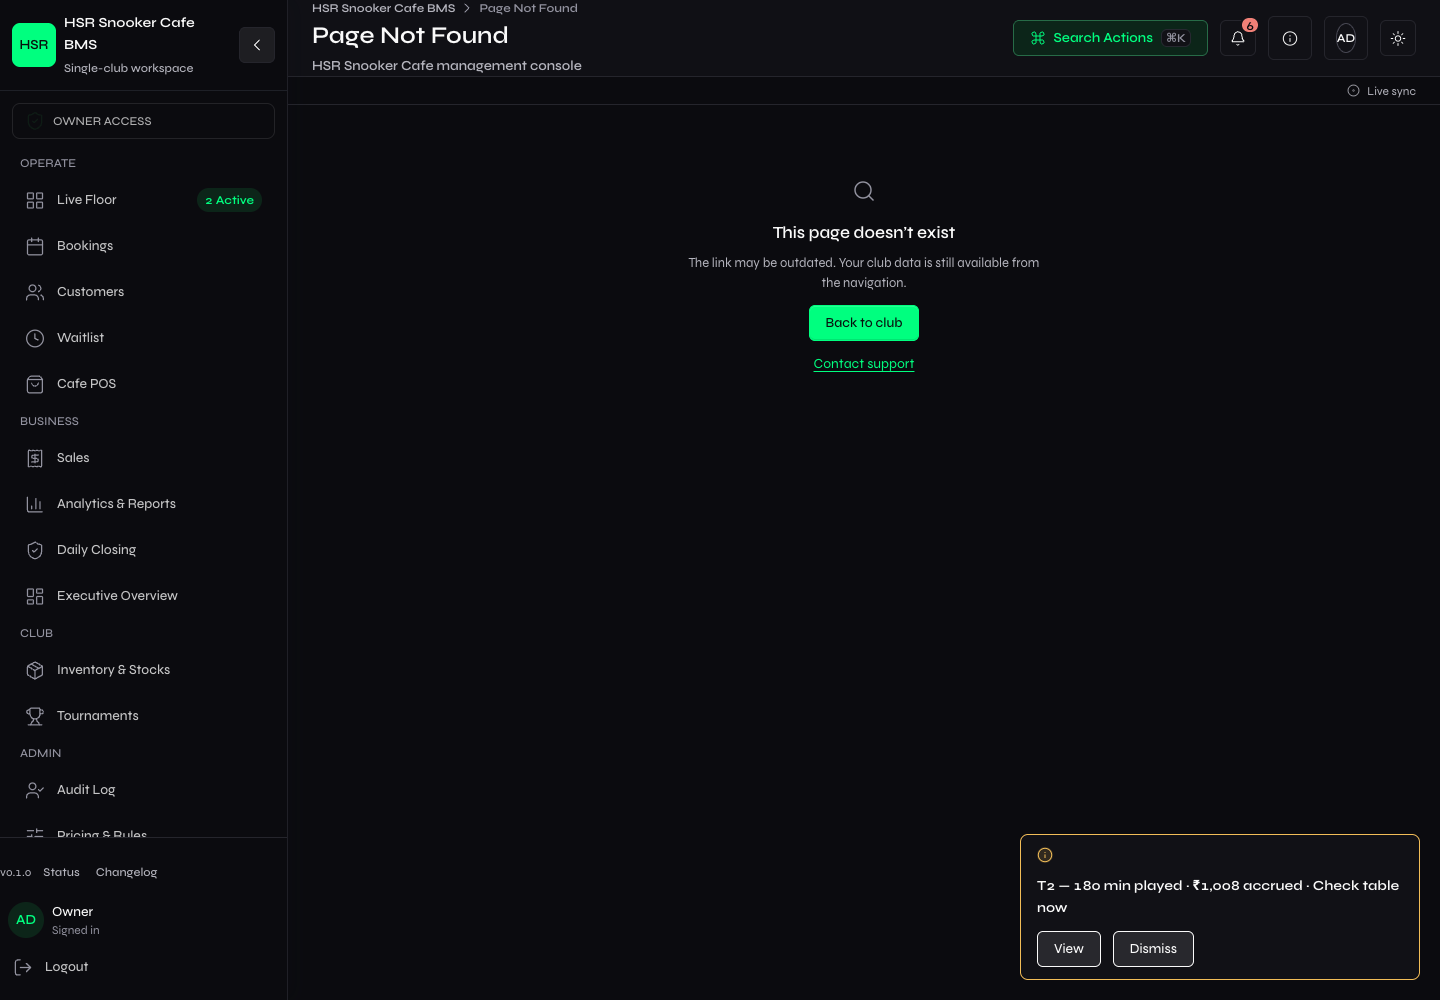 HSR
HSR Snooker Cafe
BMS
Single-club workspace
OWNER ACCESS
OPERATE
Live Floor
2 Active
Bookings
Customers
Waitlist
Cafe POS
BUSINESS
Sales
Analytics & Reports
Daily Closing
Executive Overview
CLUB
Inventory & Stocks
Tournaments
ADMIN
Audit Log
Pricing & Rules
v0.1.0
Status
Changelog
AD
Owner
Signed in
Logout
HSR Snooker Cafe BMS
Page Not Found
Page Not Found
HSR Snooker Cafe management console
Search Actions
⌘K
6
AD
Live sync
This page doesn't exist
The link may be outdated. Your club data is still available from
the navigation.
Back to club
Contact support
T2 — 180 min played · ₹1,008 accrued · Check table
now
View
Dismiss